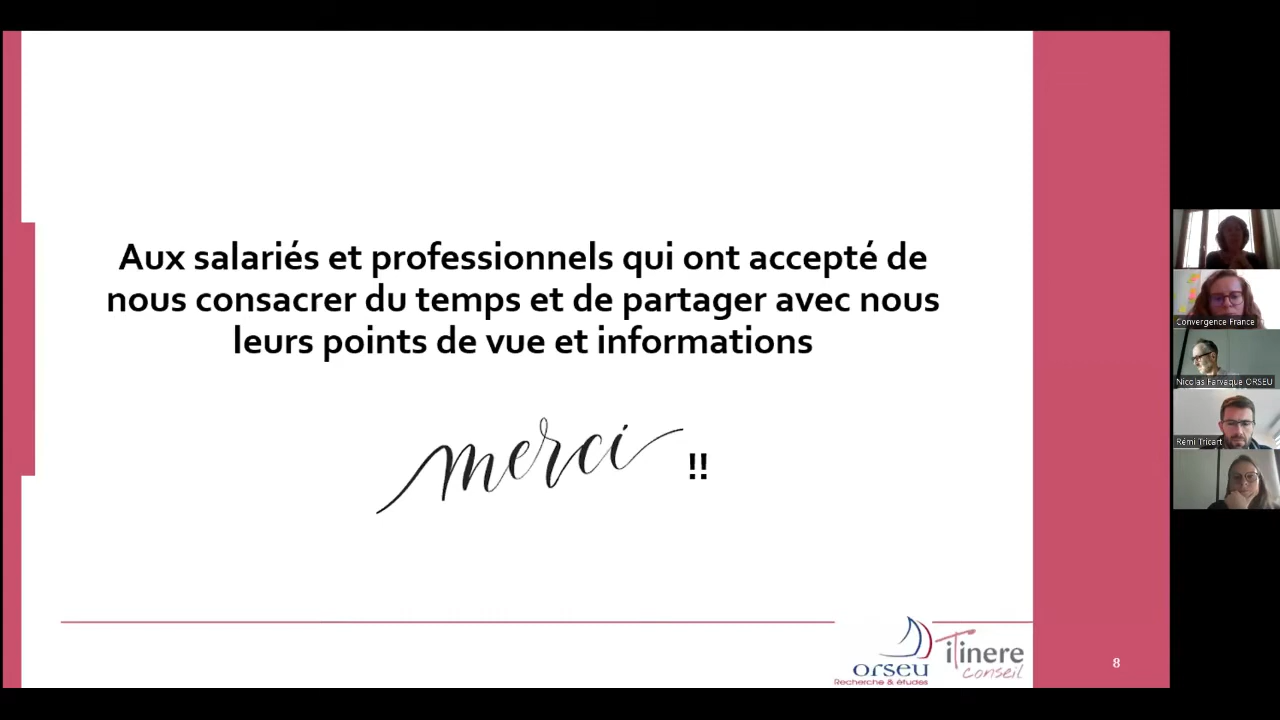 Aux salariés et professionnels qui ont accepté de
nous consacrer du temps et de partager avec nous
leurs points de vue et informations
merci !!
orseu
Recherche & études
iTinere
conseil
8
Convergence France
Nicolas Farvaque ORSEU
Rémi Tricart